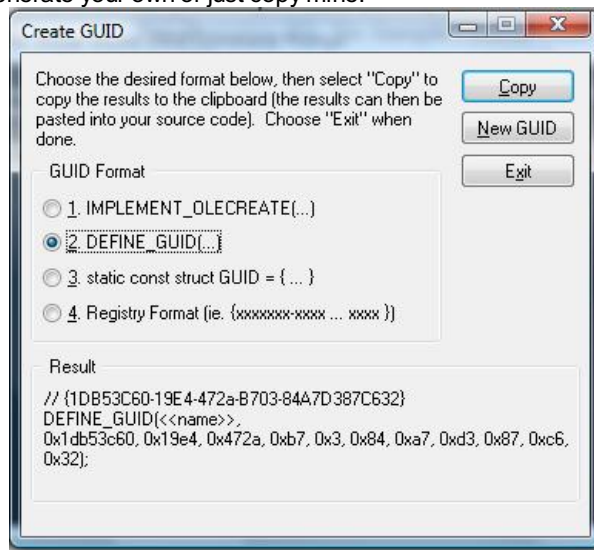 Create GUID
Choose the desired format below, then select "Copy" to
copy the results to the clipboard (the results can then be
pasted into your source code). Choose "Exit" when
done.
Copy
New GUID
Exit
GUID Format
1. IMPLEMENT_OLECREATE(...)
2. DEFINE_GUID(...)
3. static const struct GUID = { ... }
4. Registry Format (ie. {xxxxxxx-xxxx ... xxxx })
Result
// {1DB53C60-19E4-472a-B703-84A7D387C632}
DEFINE_GUID(<<name>>,
0x1db53c60, 0x19e4, 0x472a, 0xb7, 0x3, 0x84, 0xa7, 0xd3, 0x87, 0xc6,
0x32);